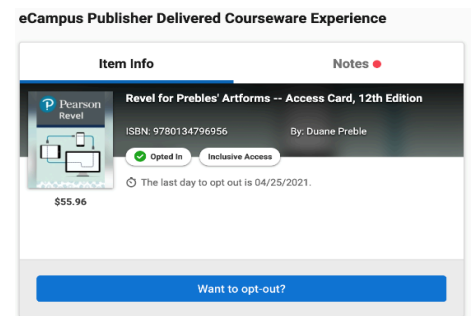 eCampus Publisher Delivered Courseware Experience
Item Info
Notes
Pearson
Revel
Revel for Prebles' Artforms -- Access Card, 12th Edition
ISBN: 9780134796956
By: Duane Preble
Opted In
Inclusive Access
The last day to opt out is 04/25/2021.
$55.96
Want to opt-out?